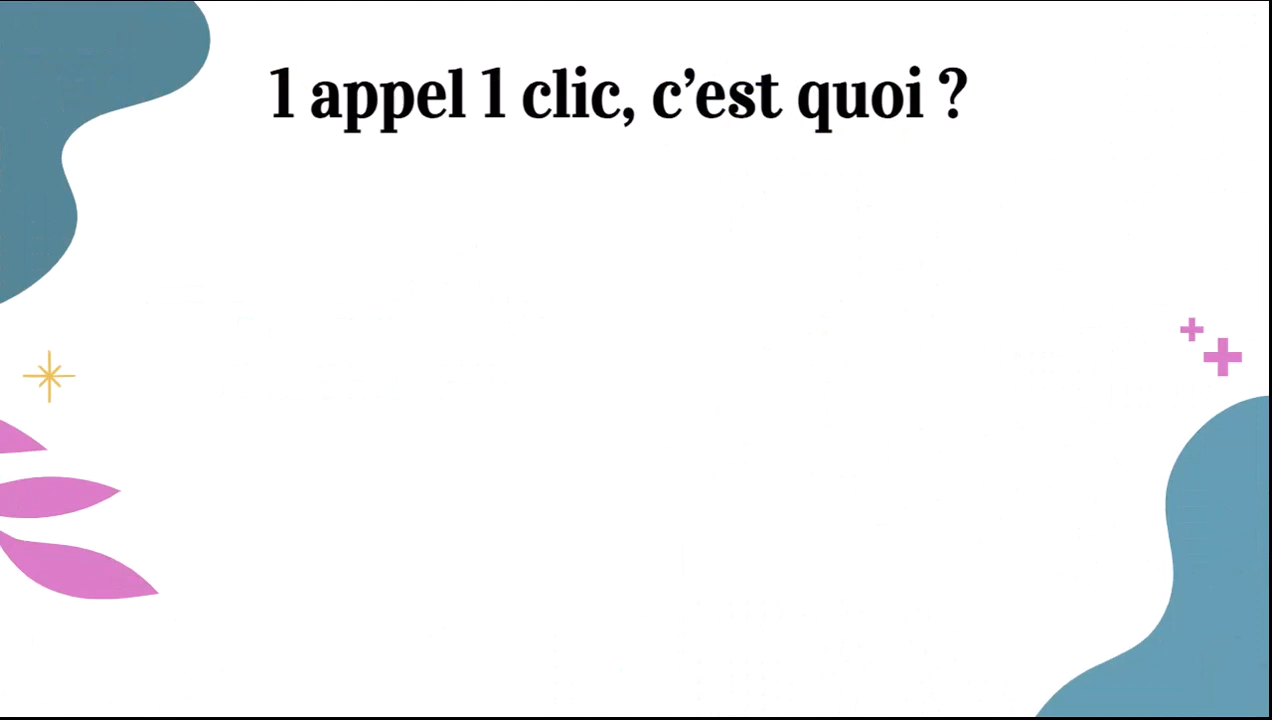 1 appel 1 clic, c’est quoi ?